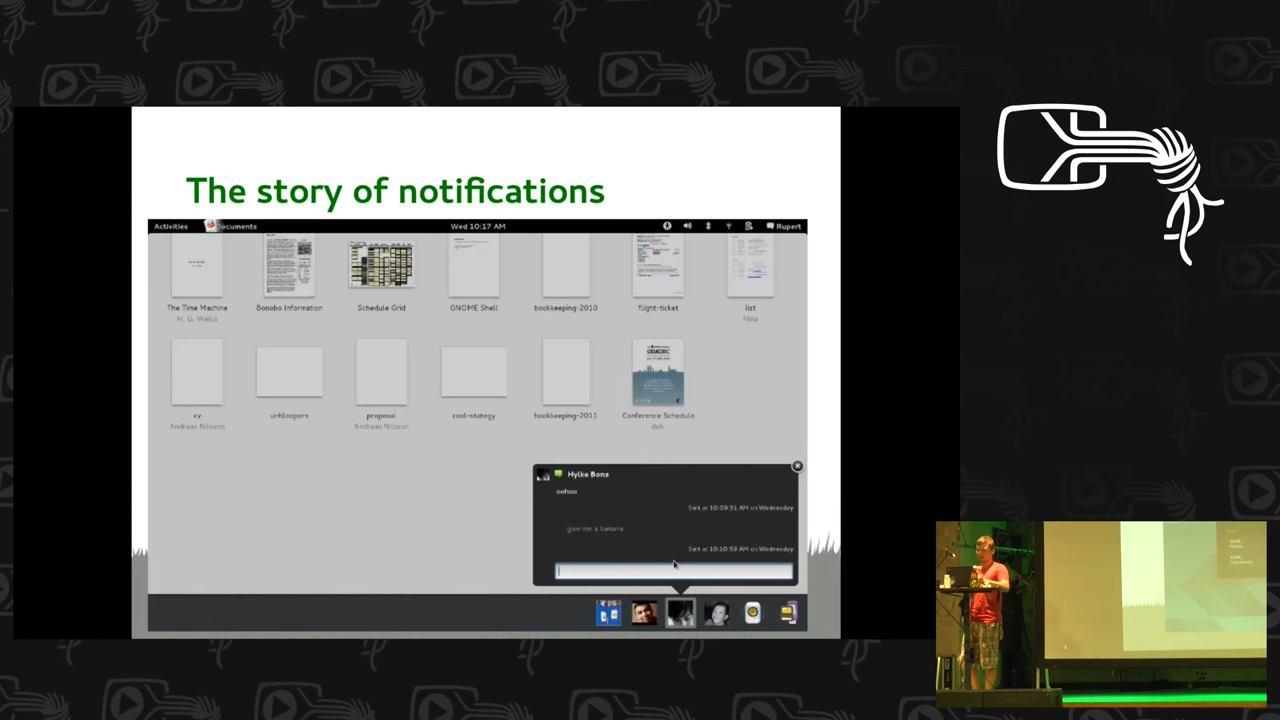 The story of notifications
Activities Documents Wed 10:17 AM Rupert
The Time Machine Bonobo Information Schedule Grid GNOME Shell bookkeeping-2010 flight-ticket list
H. G. Wells Nina
cv u-bloopers proposal cool-stategy bookkeeping-2011 Conference Schedule
Andreas Nilsson Andreas Nilsson deh
Hylke Bons
oohoo
Sent at 10:09:31 AM on Wednesday
give me a banana
Sent at 10:10:59 AM on Wednesday